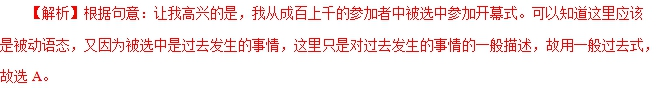 【解析】根据句意：让我高兴的是，我从成百上千的参加者中被选中参加开幕式。可以知道这里应该
是被动语态，又因为被选中是过去发生的事情，这里只是对过去发生的事情的一般描述，故用一般过去式，
故选 A。